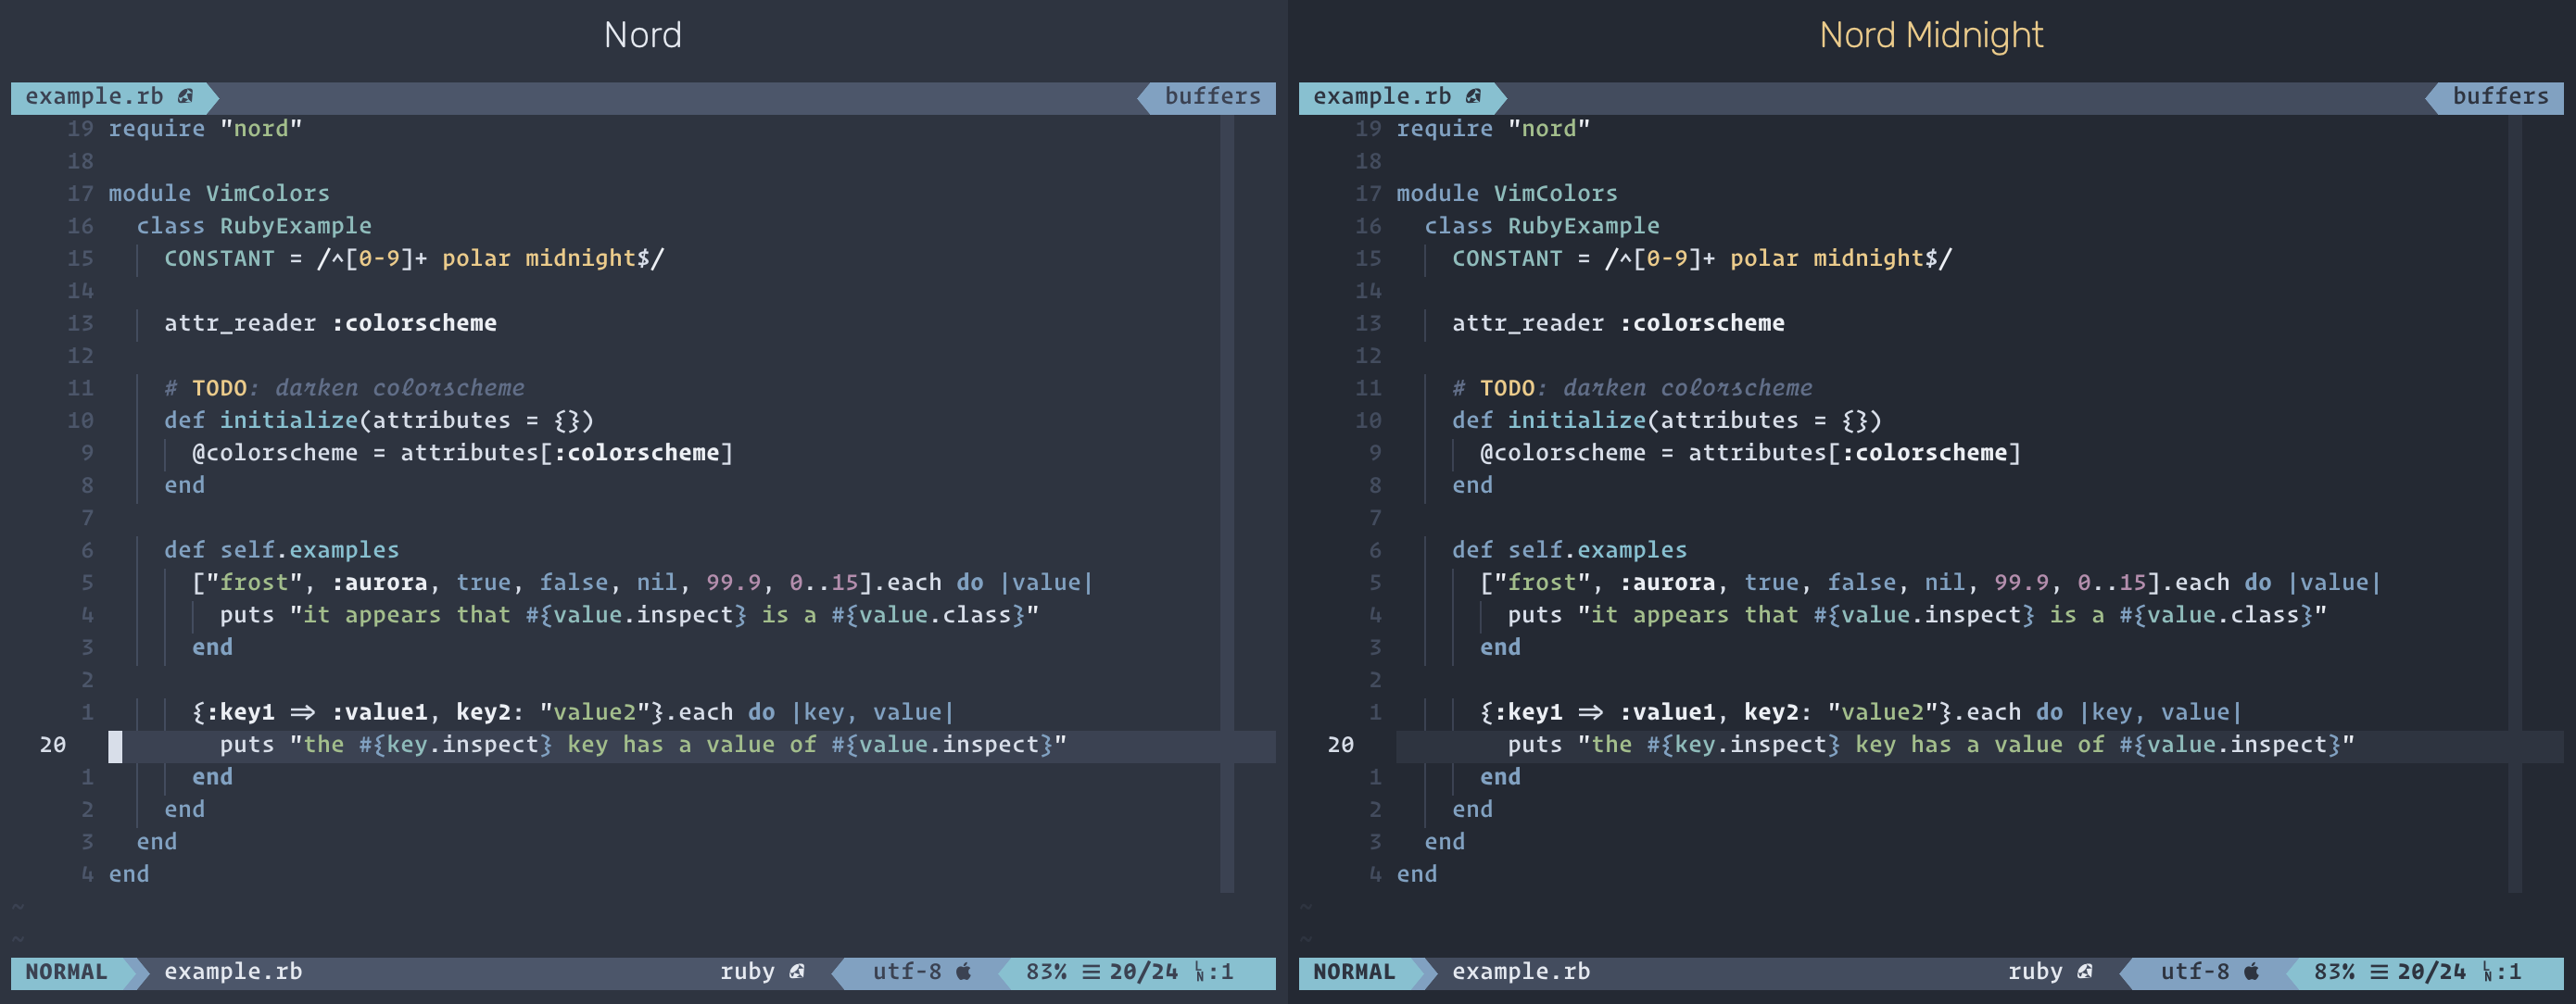 Nord
example.rb buffers
19 require "nord"
18
17 module VimColors
16 class RubyExample
15 CONSTANT = /^[0-9]+ polar midnight$/
14
13 attr_reader :colorscheme
12
11 # TODO: darken colorscheme
10 def initialize(attributes = {})
9 @colorscheme = attributes[:colorscheme]
8 end
7
6 def self.examples
5 ["frost", :aurora, true, false, nil, 99.9, 0..15].each do |value|
4 puts "it appears that #{value.inspect} is a #{value.class}"
3 end
2
1 {:key1 => :value1, key2: "value2"}.each do |key, value|
20 puts "the #{key.inspect} key has a value of #{value.inspect}"
1 end
2 end
3 end
4 end
~
~
NORMAL example.rb ruby utf-8 83% ☰ 20/24 ㏑:1
Nord Midnight
example.rb buffers
19 require "nord"
18
17 module VimColors
16 class RubyExample
15 CONSTANT = /^[0-9]+ polar midnight$/
14
13 attr_reader :colorscheme
12
11 # TODO: darken colorscheme
10 def initialize(attributes = {})
9 @colorscheme = attributes[:colorscheme]
8 end
7
6 def self.examples
5 ["frost", :aurora, true, false, nil, 99.9, 0..15].each do |value|
4 puts "it appears that #{value.inspect} is a #{value.class}"
3 end
2
1 {:key1 => :value1, key2: "value2"}.each do |key, value|
20 puts "the #{key.inspect} key has a value of #{value.inspect}"
1 end
2 end
3 end
4 end
~
~
NORMAL example.rb ruby utf-8 83% ☰ 20/24 ㏑:1